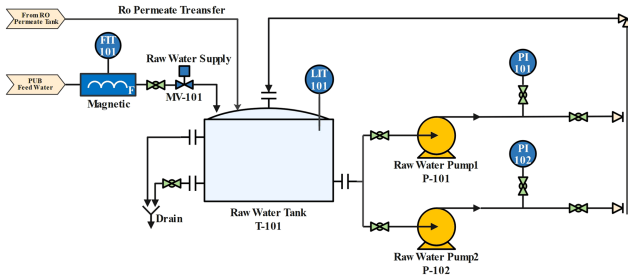 From RO
Permeate Tank
Ro Permeate Treansfer
FIT
101
Raw Water Supply
PUB
Feed Water
F
Magnetic
MV-101
LIT
101
PI
101
Raw Water Pump1
P-101
PI
102
Drain
Raw Water Tank
T-101
Raw Water Pump2
P-102